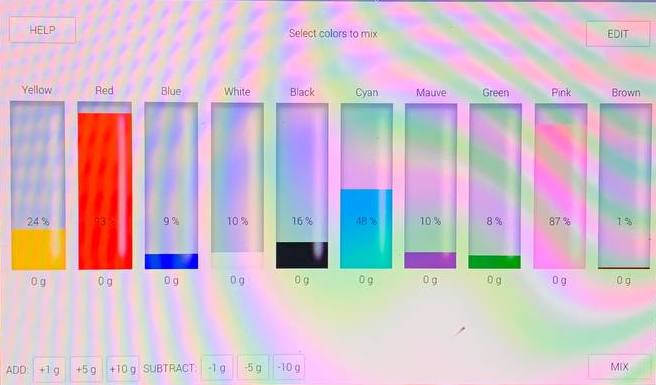 HELP
Select colors to mix
EDIT
Yellow Red Blue White Black Cyan Mauve Green Pink Brown
24 % 93 % 9 % 10 % 16 % 48 % 10 % 8 % 87 % 1 %
0 g 0 g 0 g 0 g 0 g 0 g 0 g 0 g 0 g 0 g
ADD: +1 g +5 g +10 g SUBTRACT: -1 g -5 g -10 g
MIX